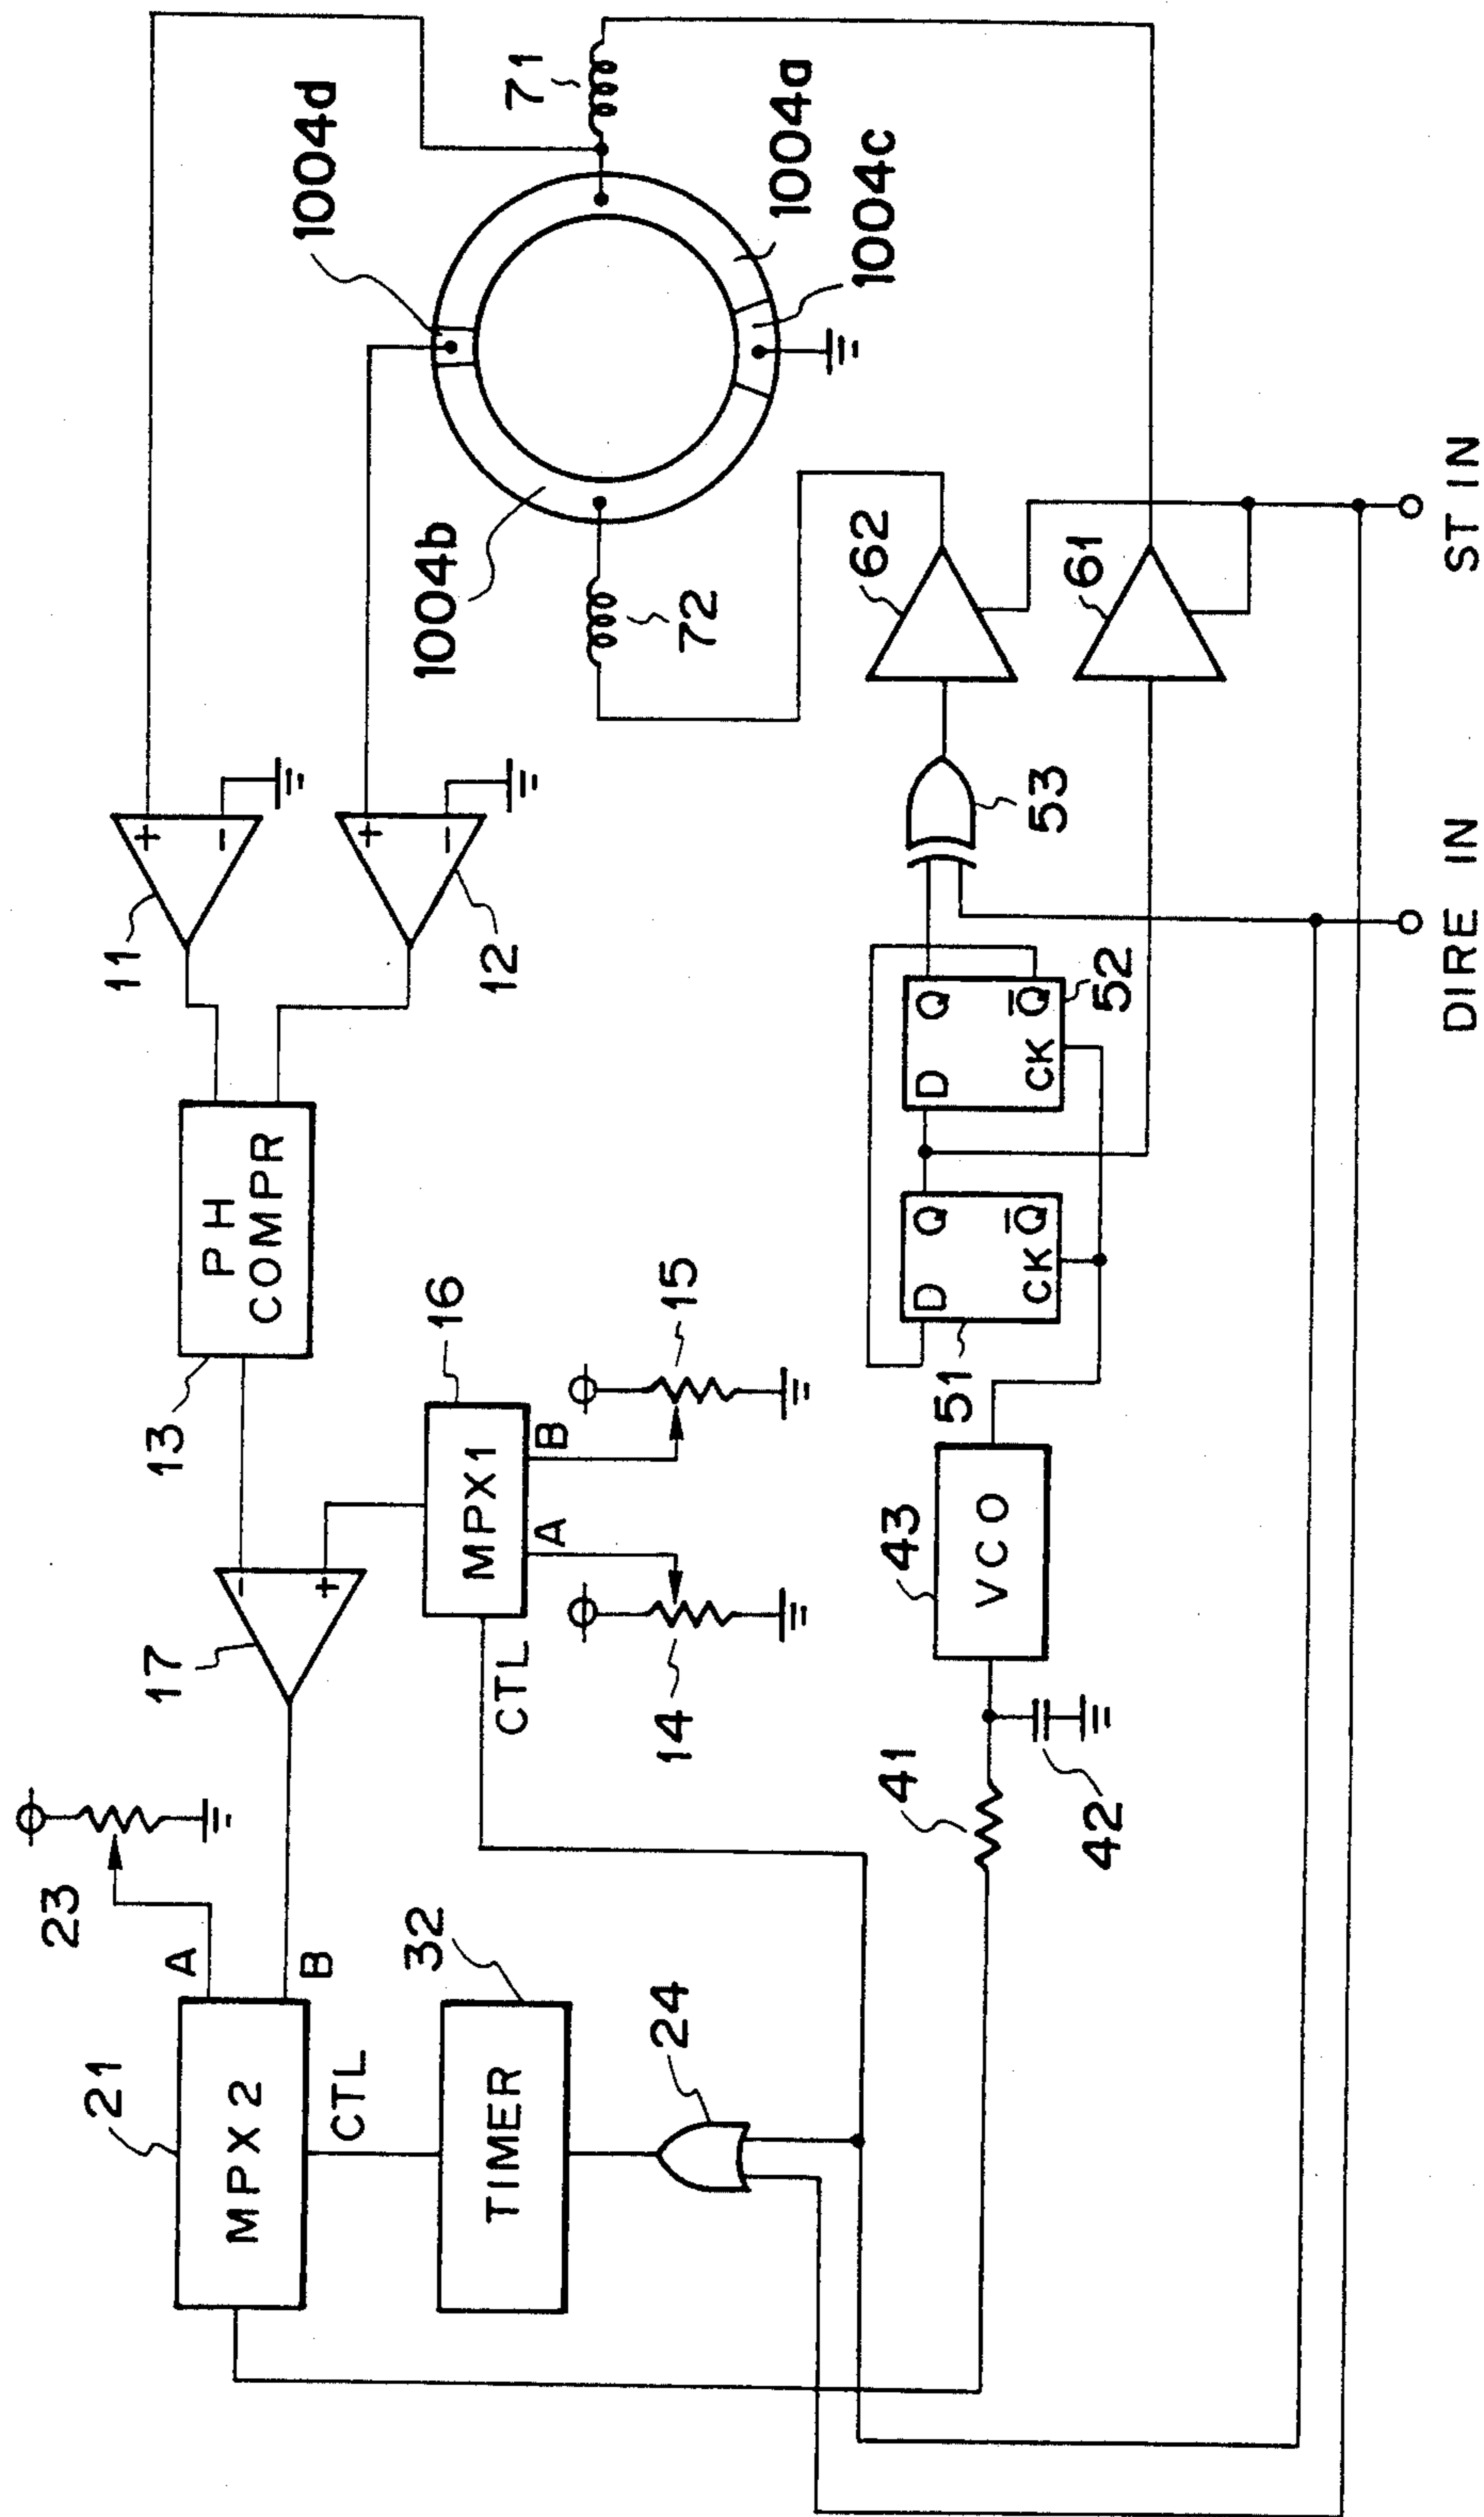 23
A
B
21
MPX 2
CTL
32
TIMER
24
17
-
+
13
PH
COMPR
11
+
-
12
+
-
16
MPX1
CTL
A
B
14
15
41
42
43
VCO
51
D
Q
CK
Q̅
52
D
Q
CK
Q̅
53
62
61
72
71
1004b
1004d
1004a
1004c
DIRE IN
ST IN